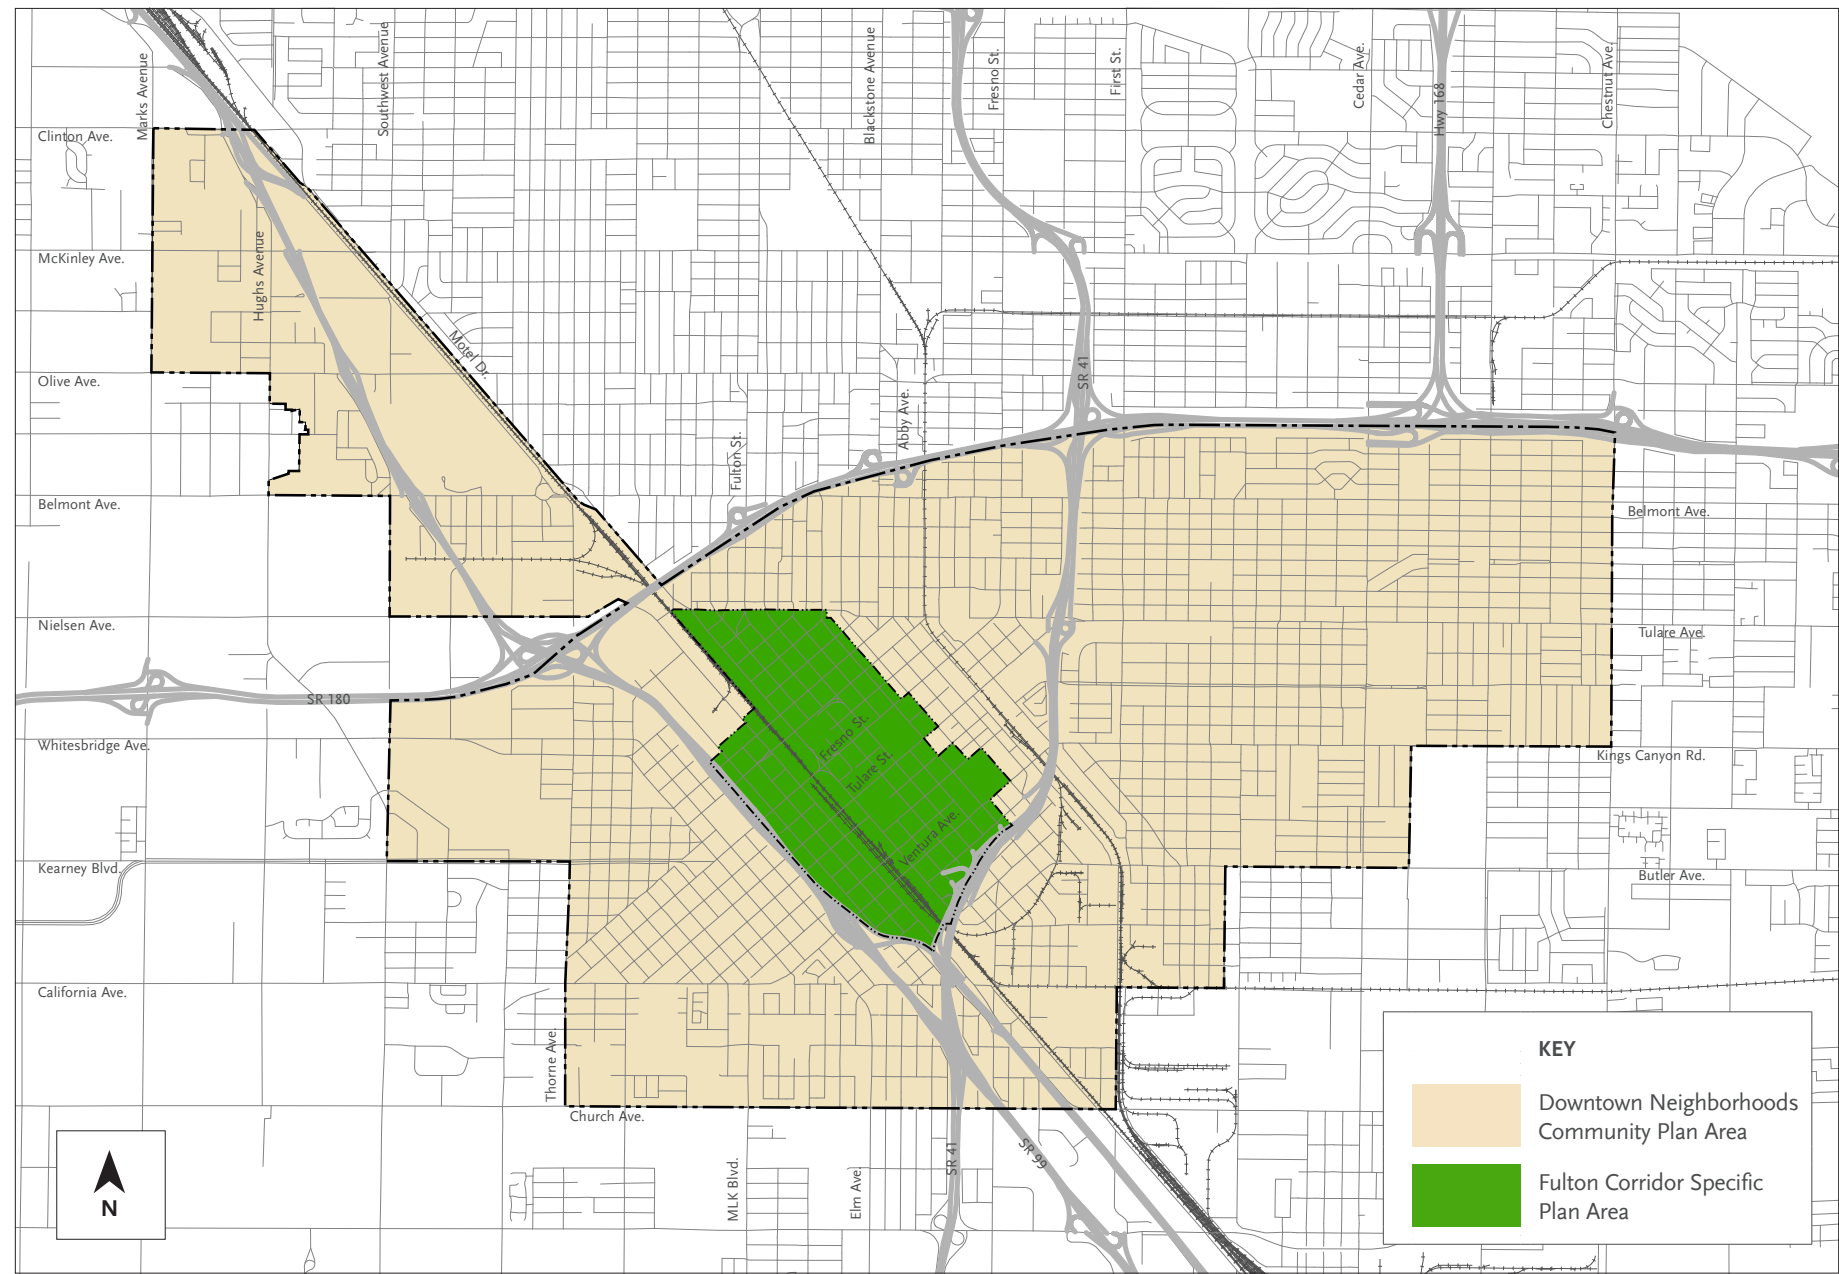 Marks Avenue
Southwest Avenue
Blackstone Avenue
Fresno St.
First St.
Cedar Ave.
Hwy 168
Chestnut Ave.
Clinton Ave.
McKinley Ave.
Hughs Avenue
Motel Dr.
Olive Ave.
SR 41
Abby Ave.
Fulton St.
Belmont Ave.
Belmont Ave.
Nielsen Ave.
Tulare Ave.
SR 180
Whitesbridge Ave.
Fresno St.
Tulare St.
Kings Canyon Rd.
Ventura Ave.
Kearney Blvd.
Butler Ave.
California Ave.
Thorne Ave.
Church Ave.
MLK Blvd.
Elm Ave.
SR 41
SR 99
N
KEY
Downtown Neighborhoods
Community Plan Area
Fulton Corridor Specific
Plan Area